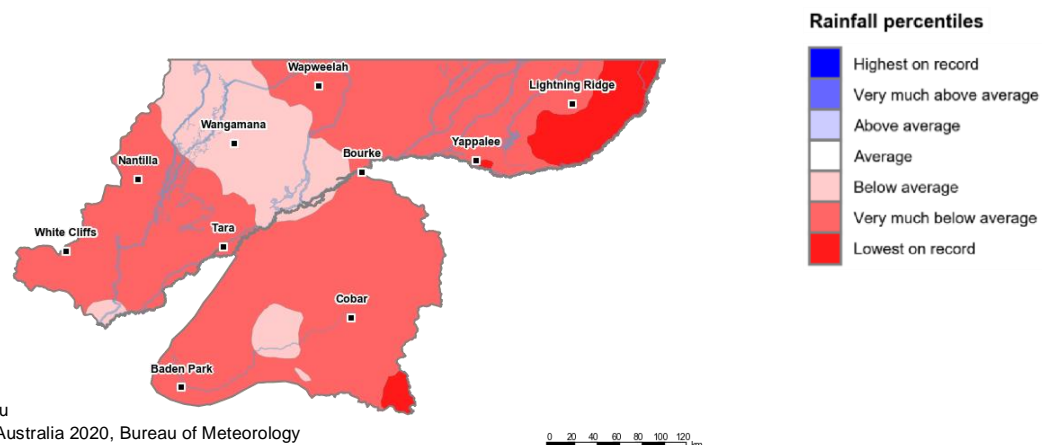 Rainfall percentiles
Highest on record
Very much above average
Above average
Average
Below average
Very much below average
Lowest on record
Wapweelah
Lightning Ridge
Wangamana
Yappalee
Bourke
Nantilla
White Cliffs
Tara
Cobar
Baden Park
u
Australia 2020, Bureau of Meteorology
0 20 40 60 80 100 120
km